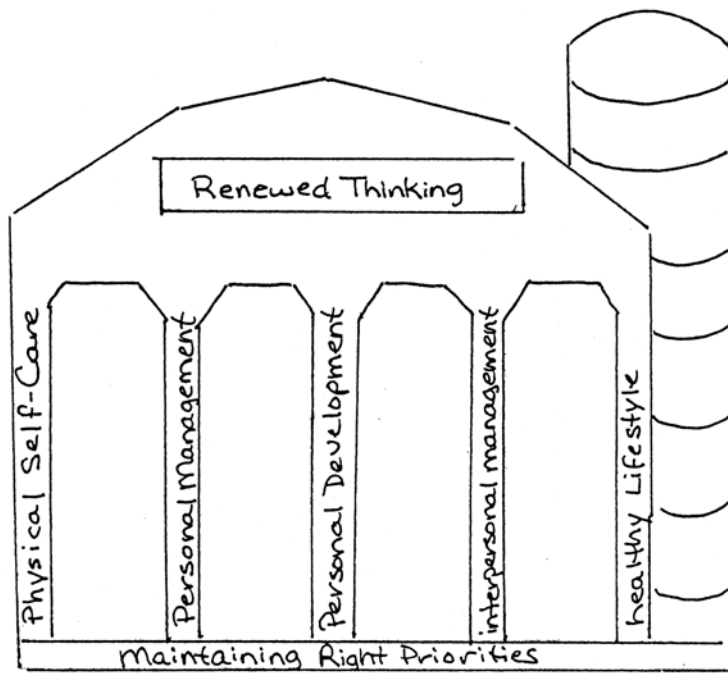 Renewed Thinking
Physical Self-Care
Personal Management
Personal Development
interpersonal management
healthy Lifestyle
Maintaining Right Priorities